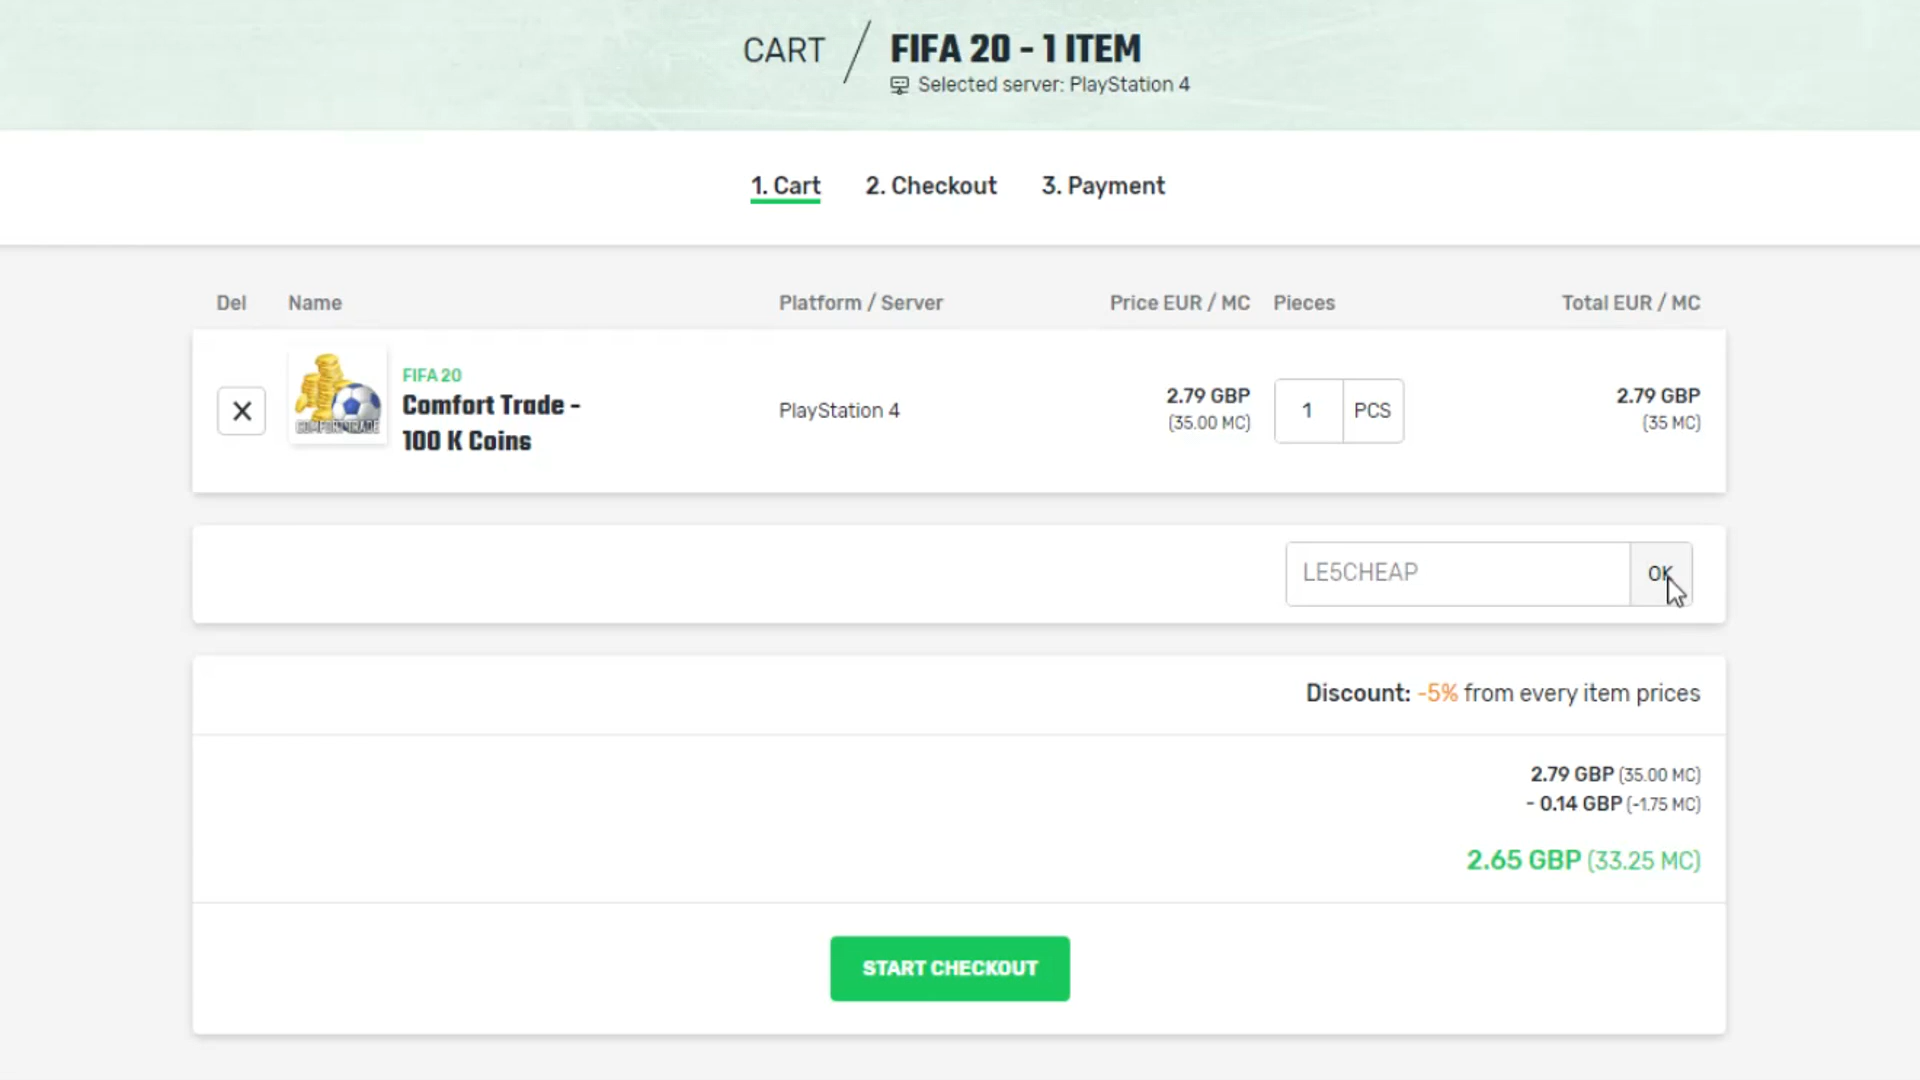 CART
FIFA 20 - 1 ITEM
Selected server: PlayStation 4
1. Cart 2. Checkout 3. Payment
Del Name Platform / Server Price EUR / MC Pieces Total EUR / MC
FIFA 20
Comfort Trade -
100 K Coins
COMFORT TRADE
PlayStation 4
2.79 GBP
(35.00 MC)
1 PCS
2.79 GBP
(35 MC)
LE5CHEAP OK
Discount: -5% from every item prices
2.79 GBP (35.00 MC)
- 0.14 GBP (-1.75 MC)
2.65 GBP (33.25 MC)
START CHECKOUT